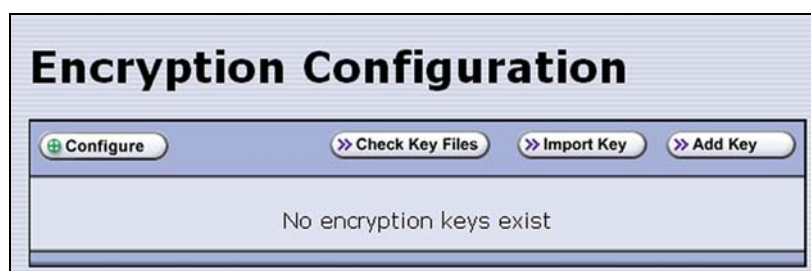 Encryption Configuration
Configure Check Key Files Import Key Add Key
No encryption keys exist